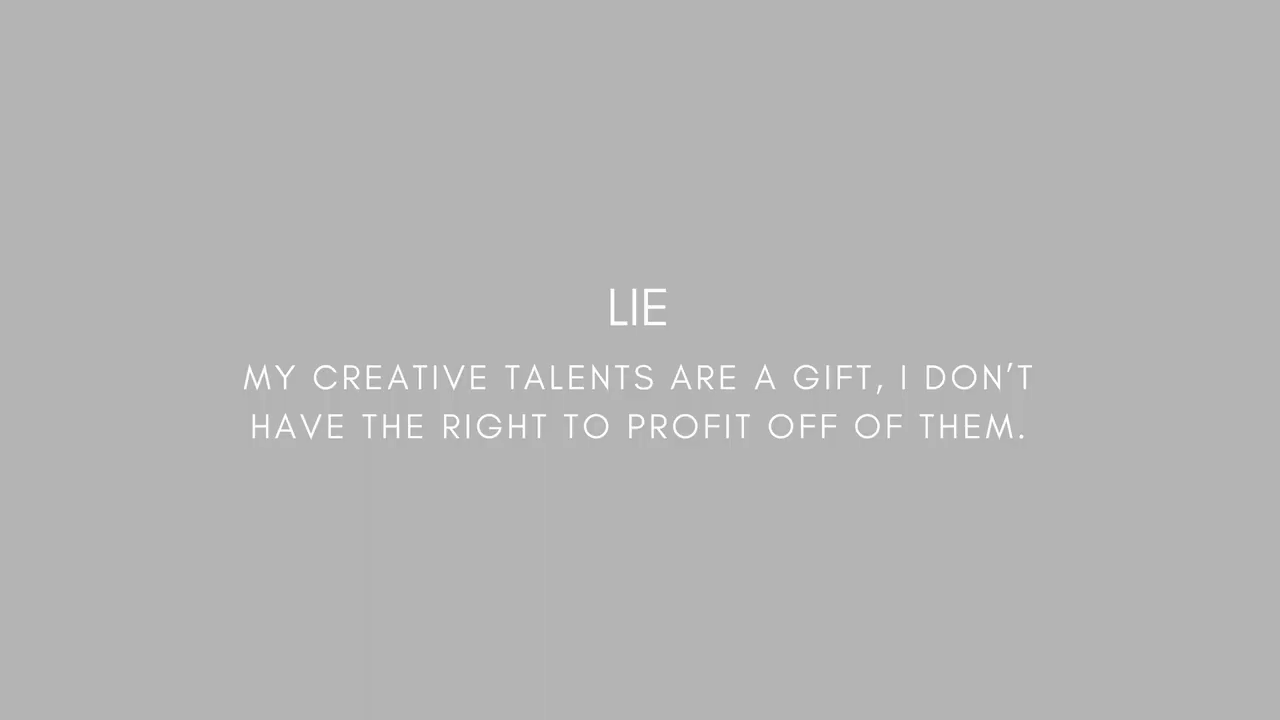 LIE
MY CREATIVE TALENTS ARE A GIFT, I DON’T
HAVE THE RIGHT TO PROFIT OFF OF THEM.